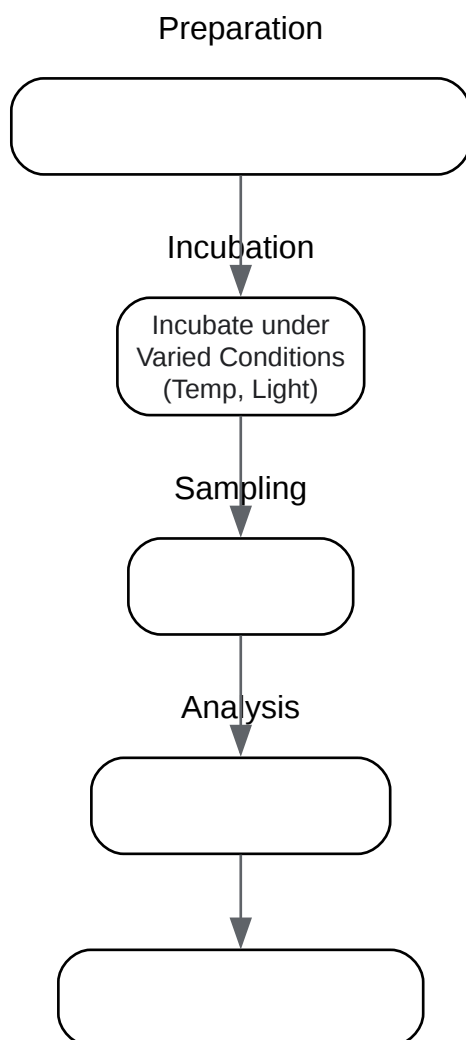 Preparation
Incubation
Incubate under
Varied Conditions
(Temp, Light)
Sampling
Analysis